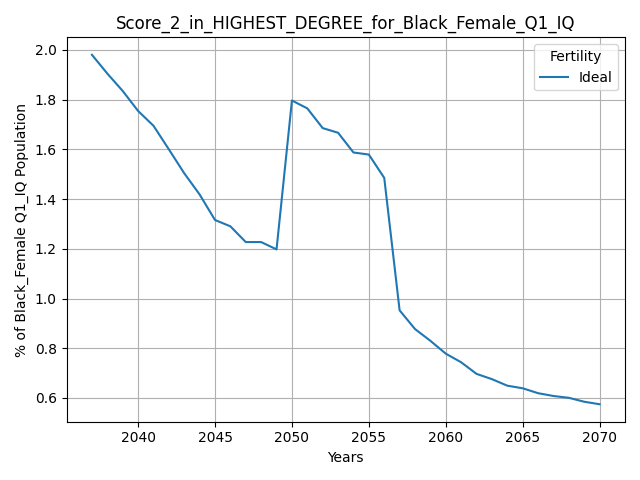 Score_2_in_HIGHEST_DEGREE_for_Black_Female_Q1_IQ
Fertility
Ideal
% of Black_Female Q1_IQ Population
2.0
1.8
1.6
1.4
1.2
1.0
0.8
0.6
2040 2045 2050 2055 2060 2065 2070
Years